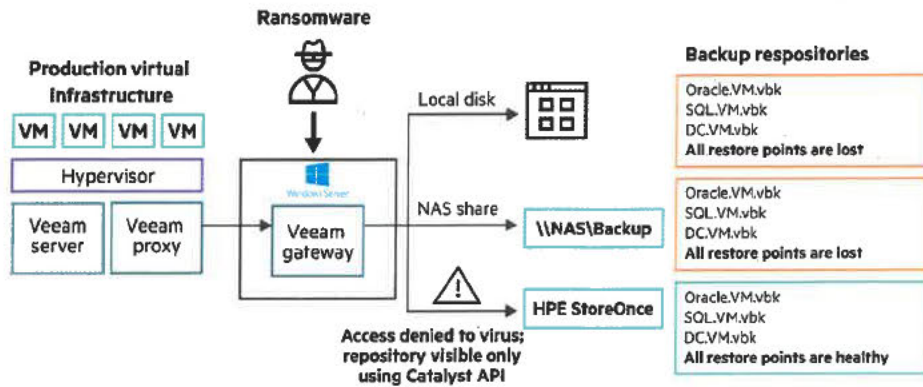 Ransomware
Production virtual
infrastructure
VM VM VM VM
Hypervisor
Veeam
server
Veeam
proxy
Windows Server
Veeam
gateway
Local disk
NAS share
Access denied to virus;
repository visible only
using Catalyst API
\\NAS\Backup
HPE StoreOnce
Backup respositories
Oracle.VM.vbk
SQL.VM.vbk
DC.VM.vbk
All restore points are lost
Oracle.VM.vbk
SQL.VM.vbk
DC.VM.vbk
All restore points are lost
Oracle.VM.vbk
SQL.VM.vbk
DC.VM.vbk
All restore points are healthy